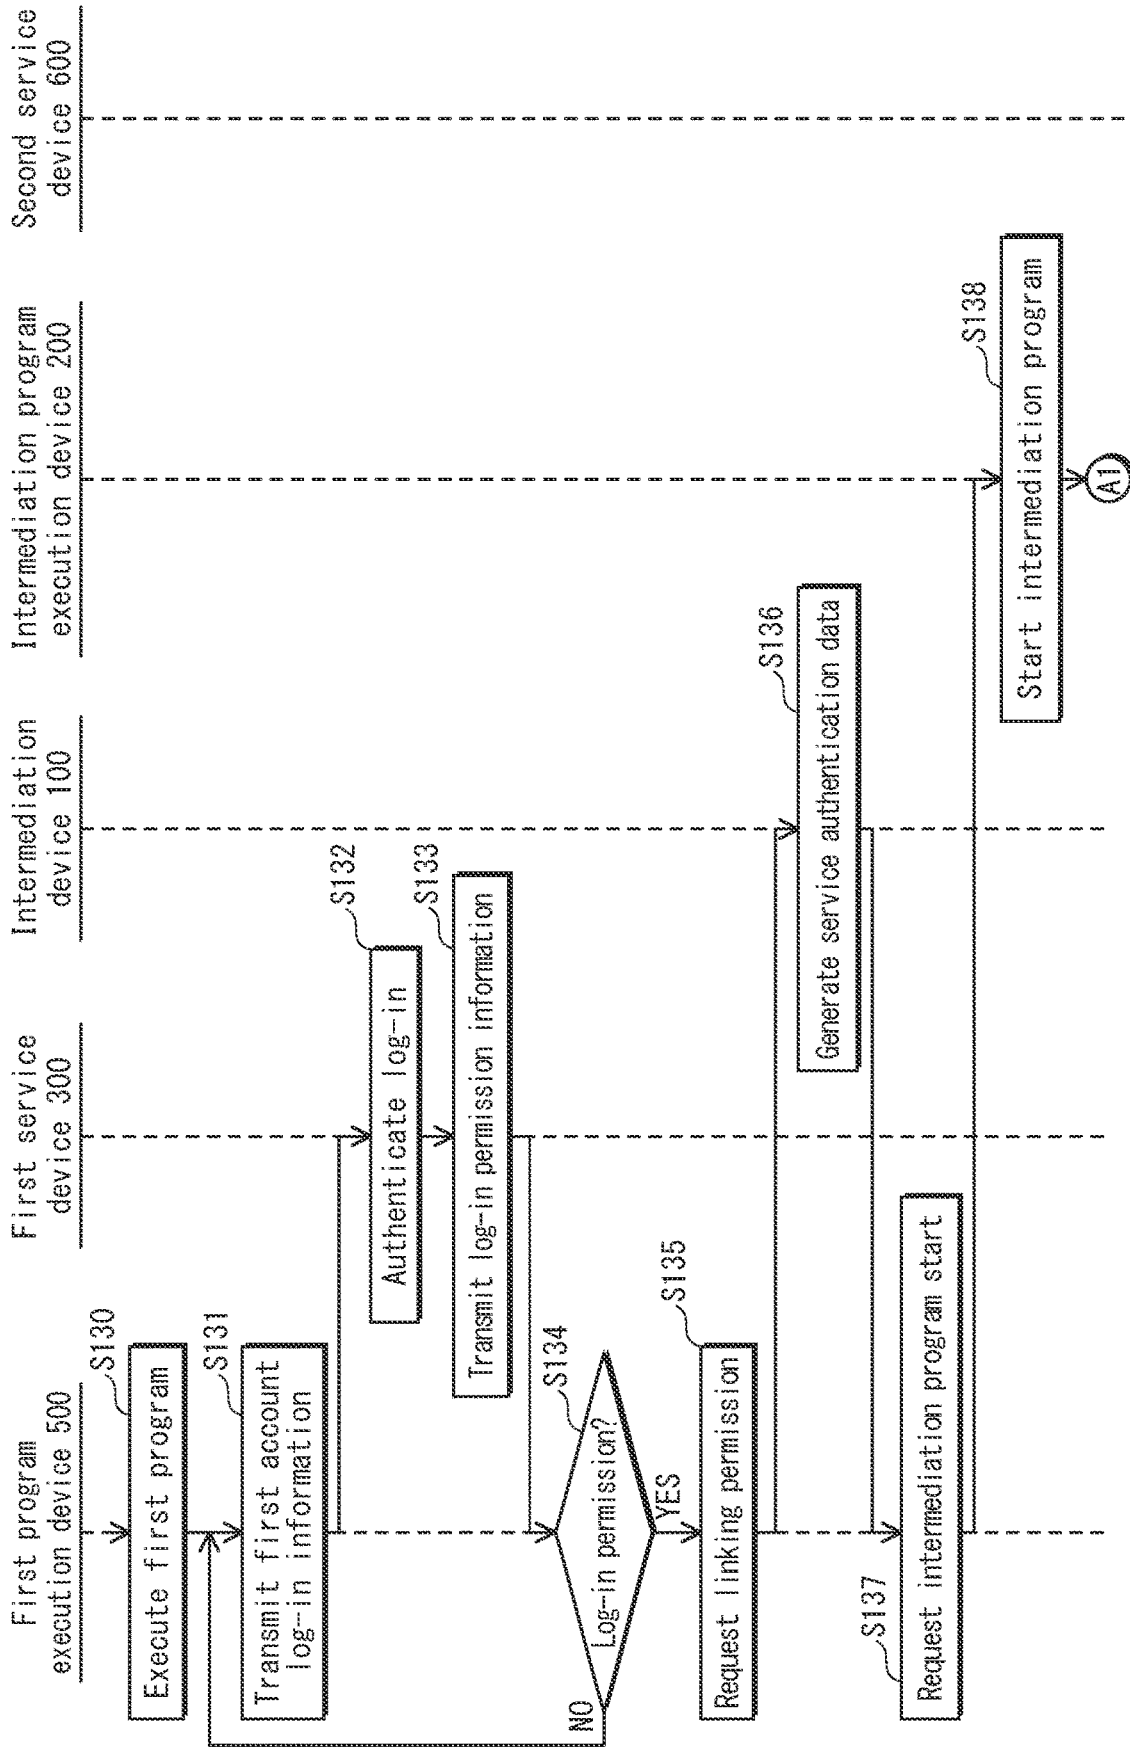 First program
execution device 500
First service
device 300
Intermediation
device 100
Intermediation program
execution device 200
Second service
device 600
S130
Execute first program
S131
Transmit first account
log-in information
S132
Authenticate log-in
S133
Transmit log-in permission information
S134
Log-in permission?
NO
YES
S135
Request linking permission
S136
Generate service authentication data
S137
Request intermediation program start
S138
Start intermediation program
A1